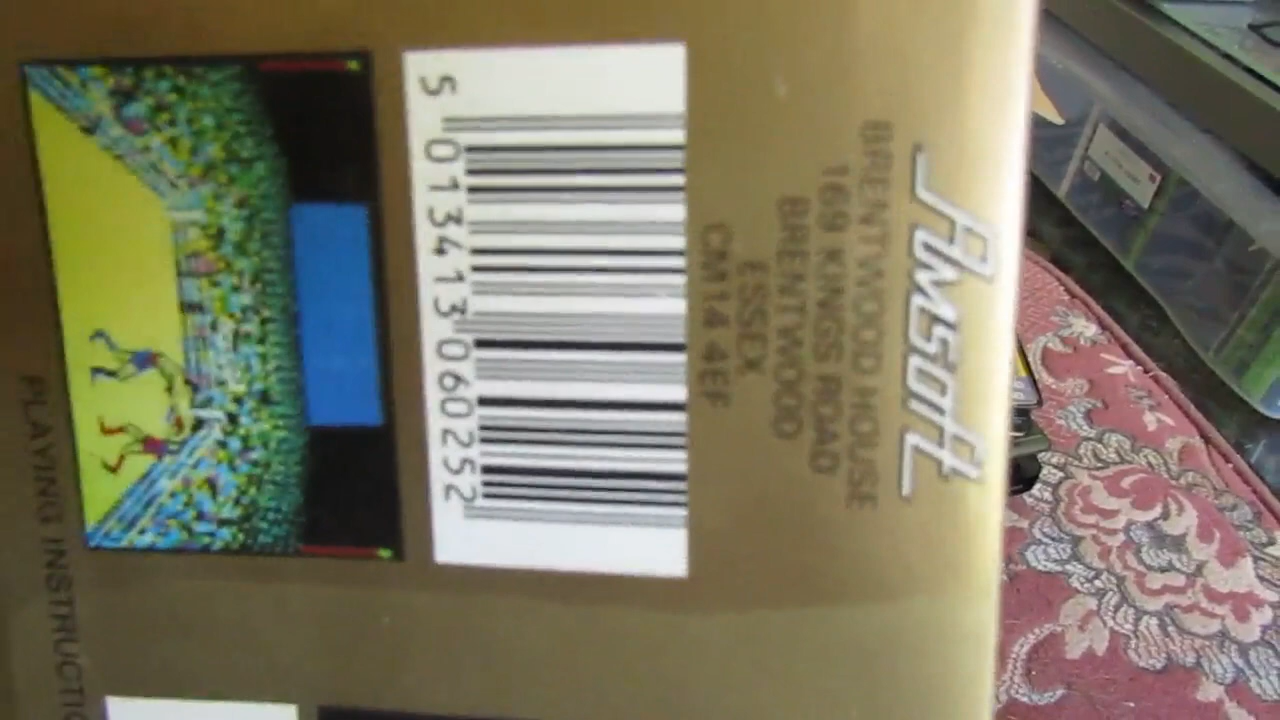 Amsoft
BRENTWOOD HOUSE
169 KINGS ROAD
BRENTWOOD
ESSEX
CM14 4EF
5 013413 060252
PLAYING INSTRUCTIO